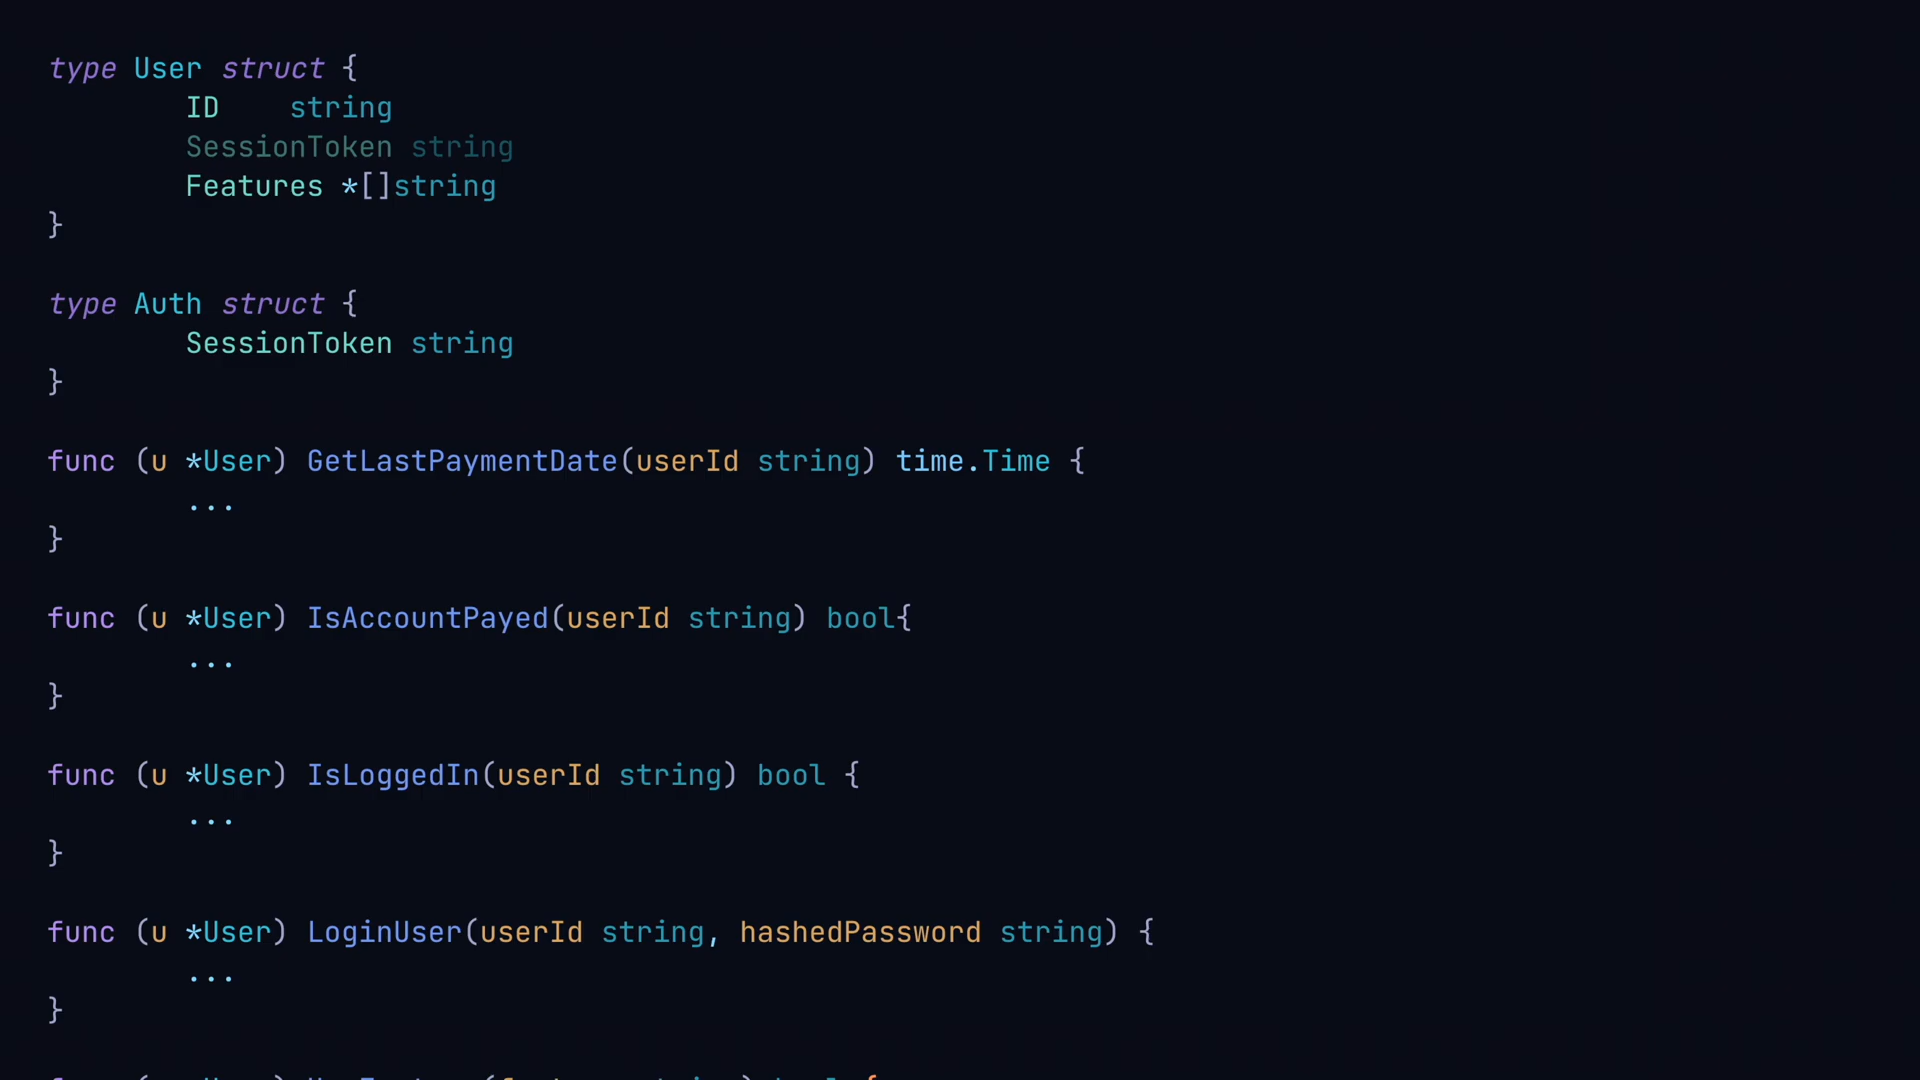 type User struct {
ID string
SessionToken string
Features *[]string
}
type Auth struct {
SessionToken string
}
func (u *User) GetLastPaymentDate(userId string) time.Time {
...
}
func (u *User) IsAccountPayed(userId string) bool{
...
}
func (u *User) IsLoggedIn(userId string) bool {
...
}
func (u *User) LoginUser(userId string, hashedPassword string) {
...
}